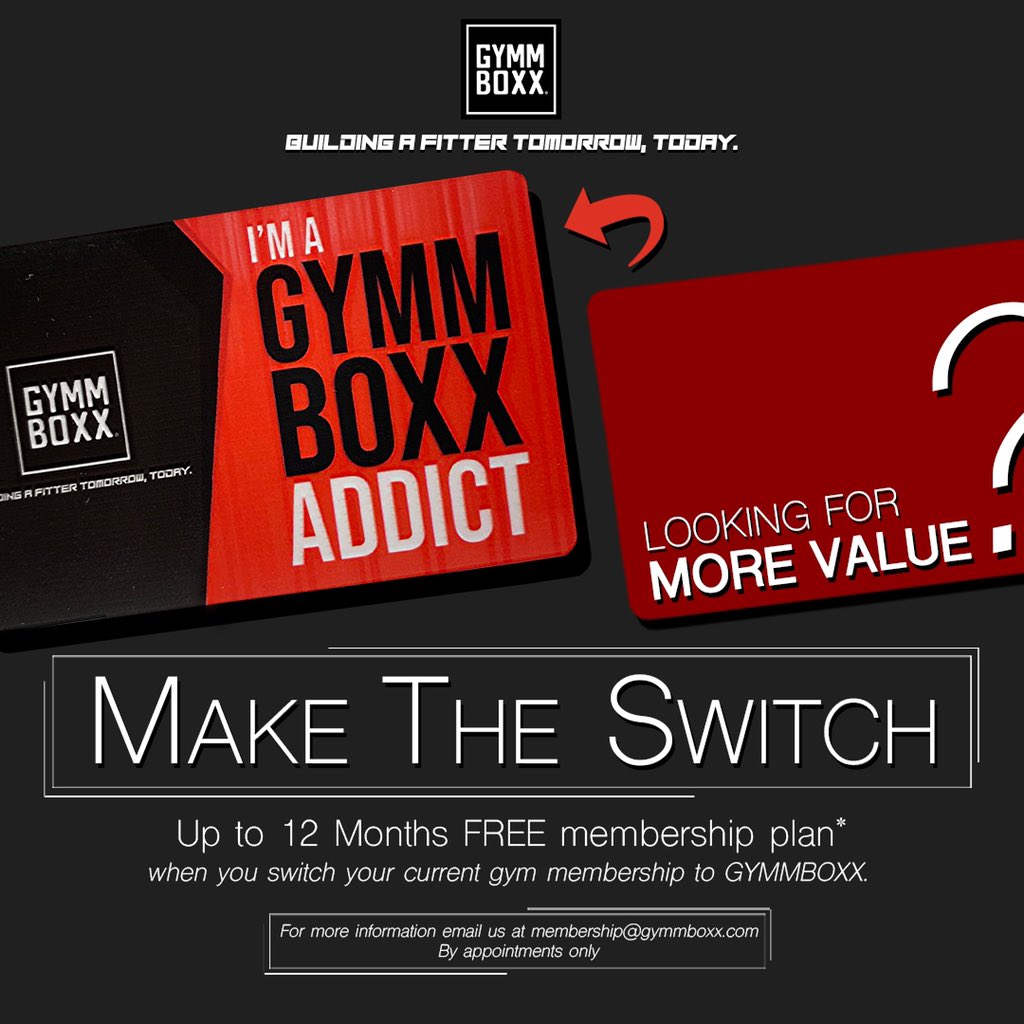 GYMM
BOXX.
BUILDING A FITTER TOMORROW, TODAY.
I'M A
GYMM
BOXX
ADDICT
GYMM
BOXX.
A FITTER TOMORROW, TODAY.
LOOKING FOR
MORE VALUE ?
MAKE THE SWITCH
Up to 12 Months FREE membership plan*
when you switch your current gym membership to GYMMBOXX.
For more information email us at membership@gymmboxx.com
By appointments only